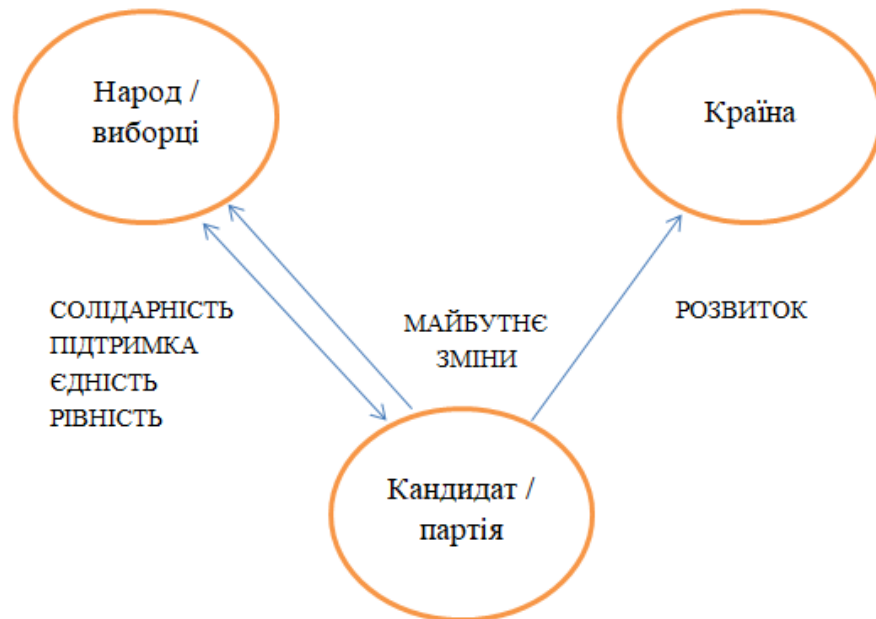 Народ /
виборці
Країна
СОЛІДАРНІСТЬ
ПІДТРИМКА
ЄДНІСТЬ
РІВНІСТЬ
МАЙБУТНЄ
ЗМІНИ
РОЗВИТОК
Кандидат /
партія